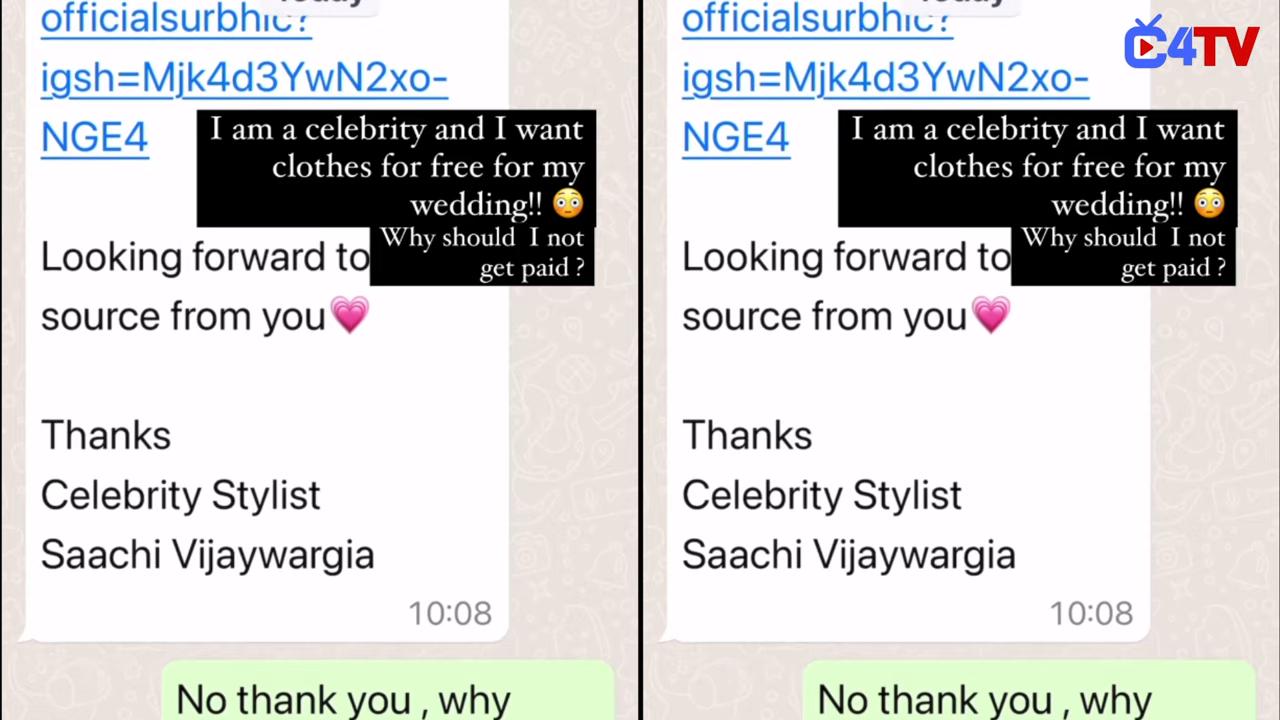 Today
officialsurbhic?
igsh=Mjk4d3YwN2xo-
NGE4
I am a celebrity and I want
clothes for free for my
wedding!! 😳
Why should I not
get paid ?
Looking forward to
source from you💗
Thanks
Celebrity Stylist
Saachi Vijaywargia
10:08
No thank you , why
Today
officialsurbhic?
igsh=Mjk4d3YwN2xo-
NGE4
I am a celebrity and I want
clothes for free for my
wedding!! 😳
Why should I not
get paid ?
Looking forward to
source from you💗
Thanks
Celebrity Stylist
Saachi Vijaywargia
10:08
No thank you , why
C4TV